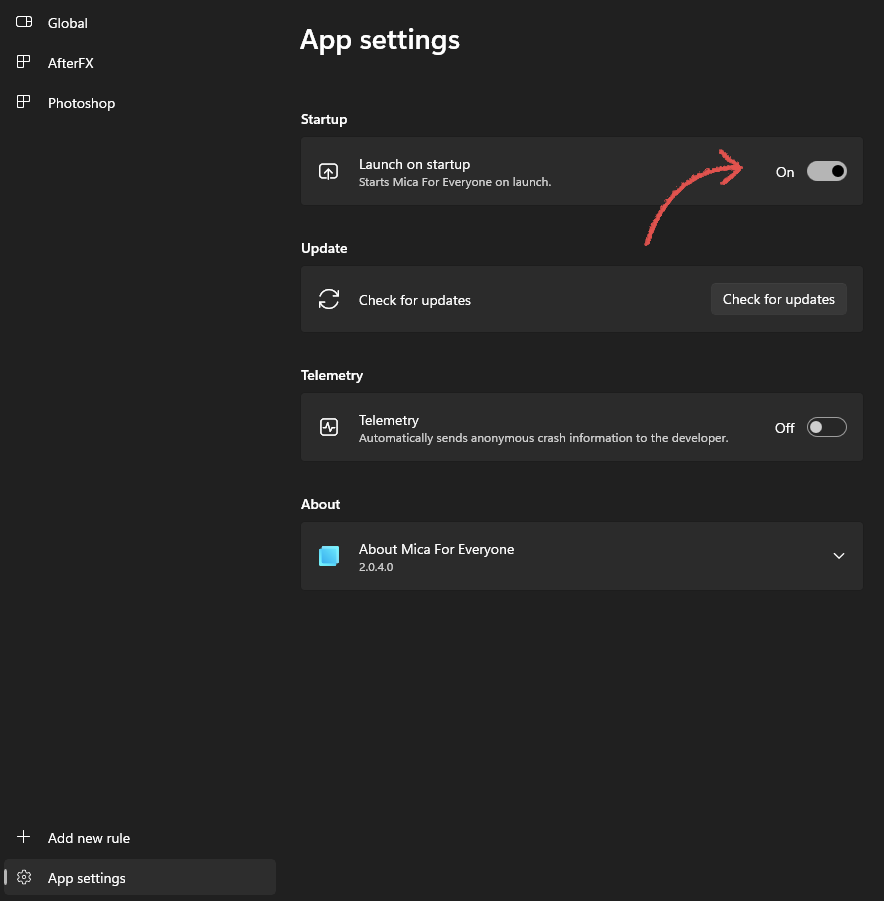 Global
AfterFX
Photoshop
App settings
Startup
Launch on startup
Starts Mica For Everyone on launch.
On
Update
Check for updates
Check for updates
Telemetry
Telemetry
Automatically sends anonymous crash information to the developer.
Off
About
About Mica For Everyone
2.0.4.0
Add new rule
App settings